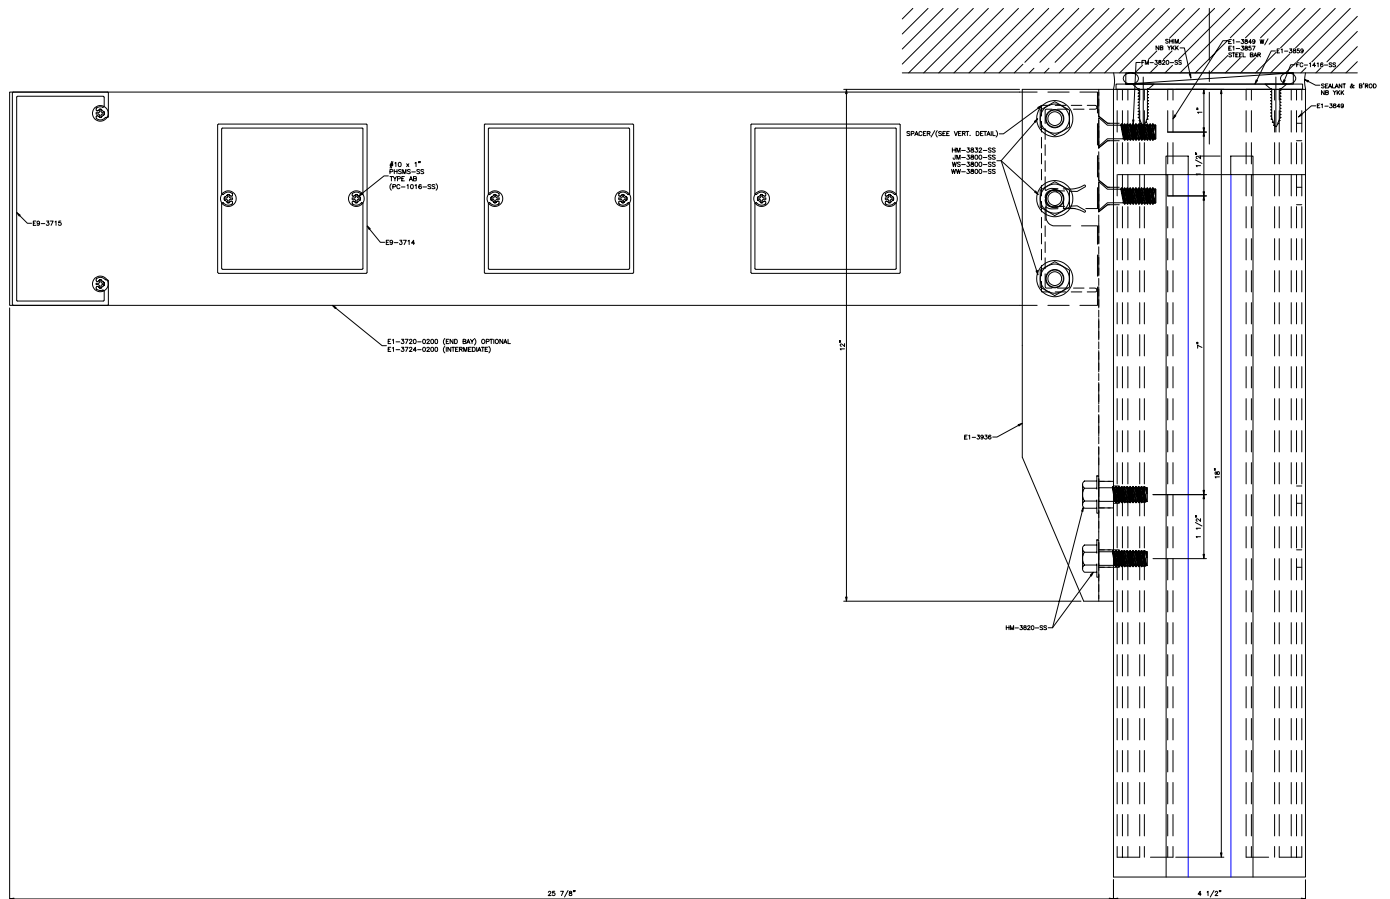 SHIM
NB YKK
E1-3849 W/
E1-3857
STEEL BAR
E1-3859
FM-3820-SS
FC-1416-SS
SEALANT & B'ROD
NB YKK
E1-3849
SPACER/(SEE VERT. DETAIL)
HM-3832-SS
JM-3800-SS
WS-3800-SS
WW-3800-SS
#10 x 1"
PHSMS-SS
TYPE AB
(PC-1016-SS)
E9-3715
E9-3714
E1-3720-0200 (END BAY) OPTIONAL
E1-3724-0200 (INTERMEDIATE)
1"
1 1/2"
12"
7"
E1-3936
18"
1 1/2"
HM-3820-SS
25 7/8"
4 1/2"